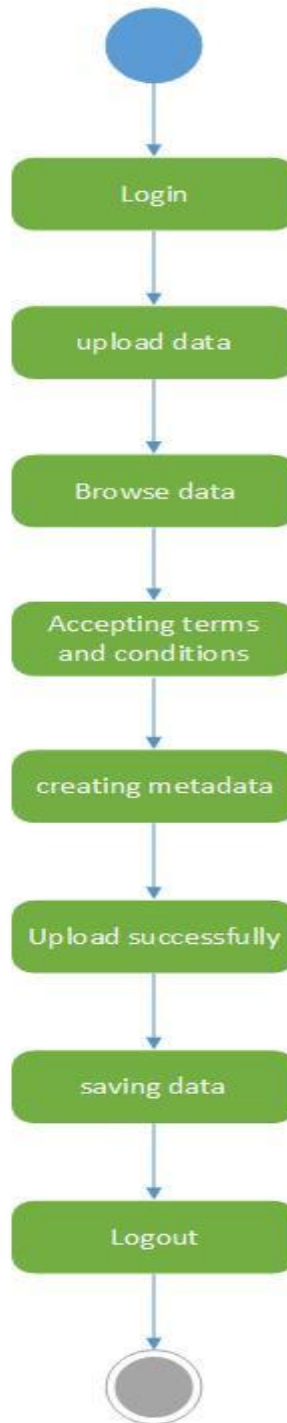 Login
upload data
Browse data
Accepting terms
and conditions
creating metadata
Upload successfully
saving data
Logout